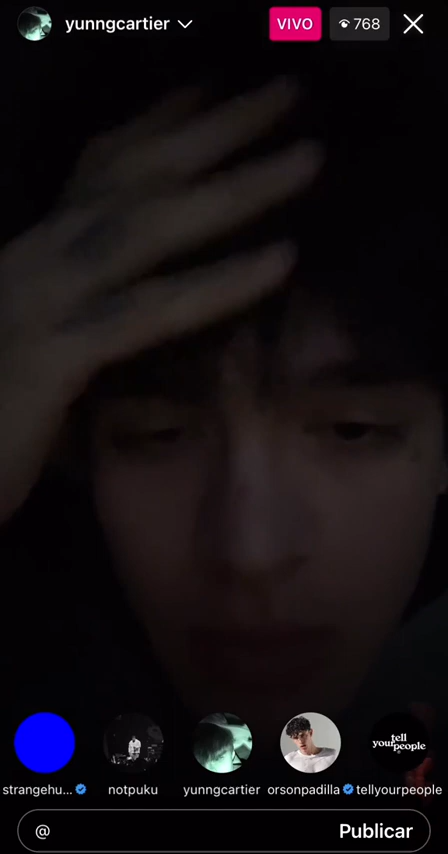 yunngcartier
VIVO
768
tell
your people
strangehu...
notpuku
yunngcartier
orsonpadilla
tellyourpeople
@
Publicar